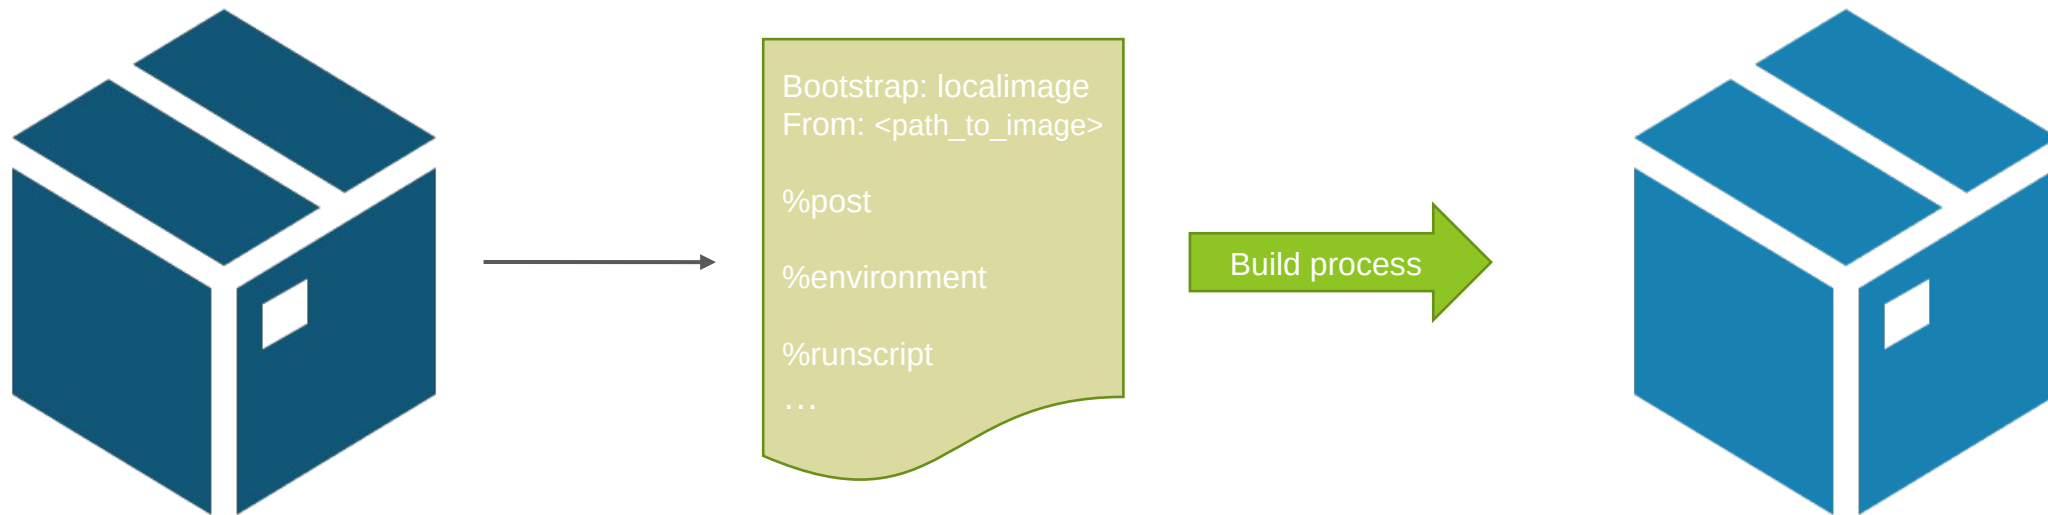 Bootstrap: localimage
From: <path_to_image>
%post
%environment
%runscript
…
Build process